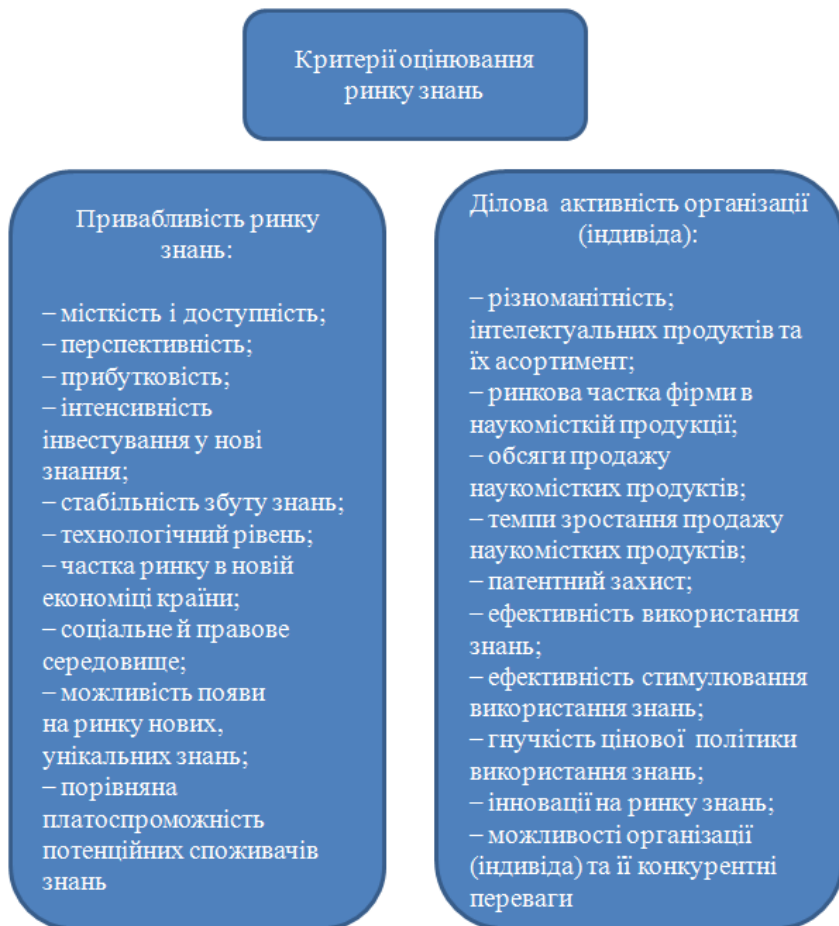 Критерії оцінювання
ринку знань
Привабливість ринку
знань:
– місткість і доступність;
– перспективність;
– прибутковість;
– інтенсивність
інвестування у нові
знання;
– стабільність збуту знань;
– технологічний рівень;
– частка ринку в новій
економіці країни;
– соціальне й правове
середовище;
– можливість появи
на ринку нових,
унікальних знань;
– порівняна
платоспроможність
потенційних споживачів
знань
Ділова активність організації
(індивіда):
– різноманітність;
інтелектуальних продуктів та
їх асортимент;
– ринкова частка фірми в
наукомісткій продукції;
– обсяги продажу
наукомістких продуктів;
– темпи зростання продажу
наукомістких продуктів;
– патентний захист;
– ефективність використання
знань;
– ефективність стимулювання
використання знань;
– гнучкість цінової політики
використання знань;
– інновації на ринку знань;
– можливості організації
(індивіда) та її конкурентні
переваги